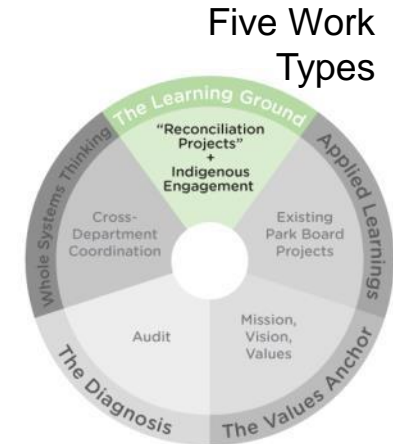 Five Work
Types
The Learning Ground
“Reconciliation
Projects”
+
Indigenous
Engagement
Applied Learnings
Existing
Park Board
Projects
The Values Anchor
Mission,
Vision,
Values
The Diagnosis
Audit
Whole Systems Thinking
Cross-
Department
Coordination